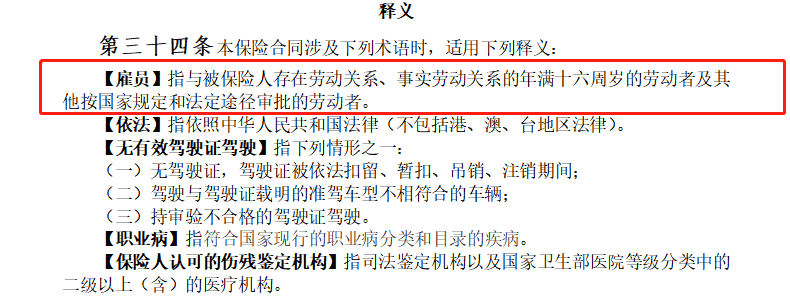 释义
第三十四条 本保险合同涉及下列术语时，适用下列释义：
【雇员】指与被保险人存在劳动关系、事实劳动关系的年满十六周岁的劳动者及其
他按国家规定和法定途径审批的劳动者。
【依法】指依照中华人民共和国法律（不包括港、澳、台地区法律）。
【无有效驾驶证驾驶】指下列情形之一：
（一）无驾驶证，驾驶证被依法扣留、暂扣、吊销、注销期间；
（二）驾驶与驾驶证载明的准驾车型不相符合的车辆；
（三）持审验不合格的驾驶证驾驶。
【职业病】指符合国家现行的职业病分类和目录的疾病。
【保险人认可的伤残鉴定机构】指司法鉴定机构以及国家卫生部医院等级分类中的
二级以上（含）的医疗机构。